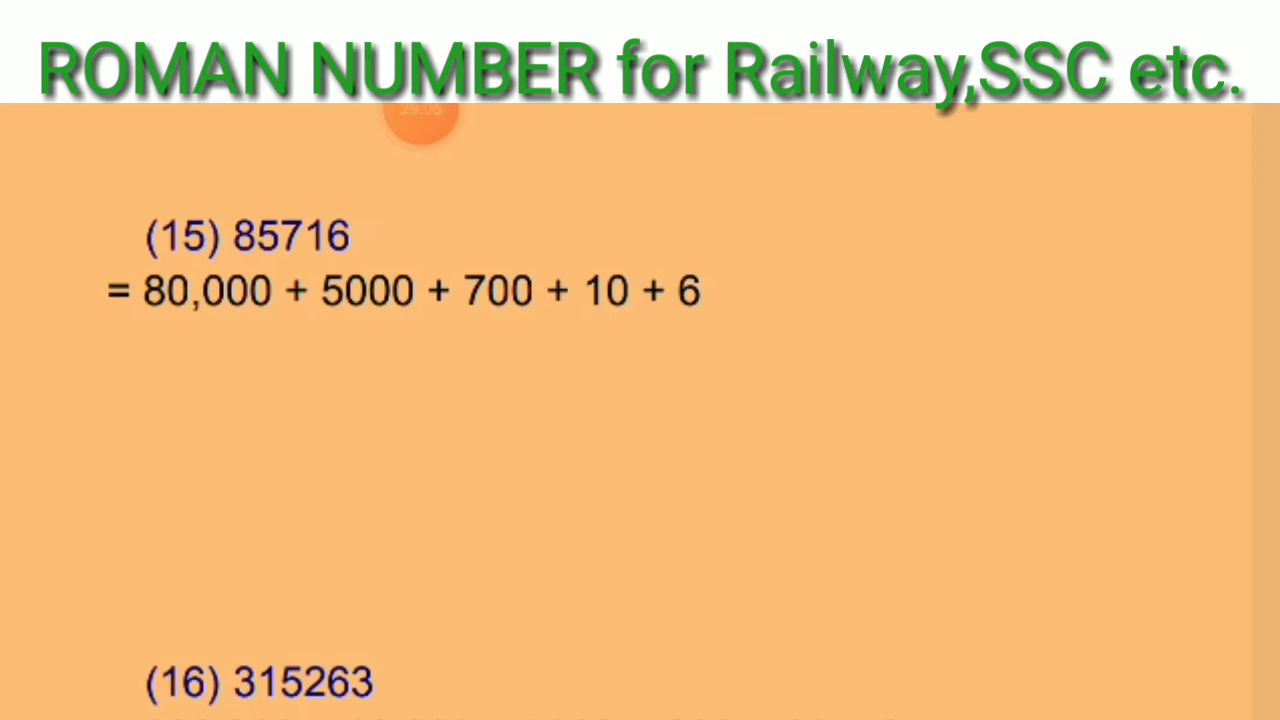 ROMAN NUMBER for Railway,SSC etc.
(15) 85716
= 80,000 + 5000 + 700 + 10 + 6
(16) 315263